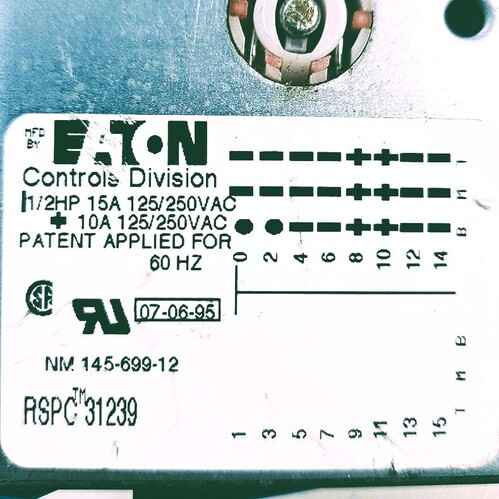 MFD
BY
EATON
Controls Division
1/2HP 15A 125/250VAC
+ 10A 125/250VAC
PATENT APPLIED FOR
60 HZ
07-06-95
NM 145-699-12
RSPC™ 31239
- - - - + + - - T
- - - - + + - - M
● ● - - + + - - B
0 2 4 6 8 10 12 14
B
M
T
1 3 5 7 9 11 13 15